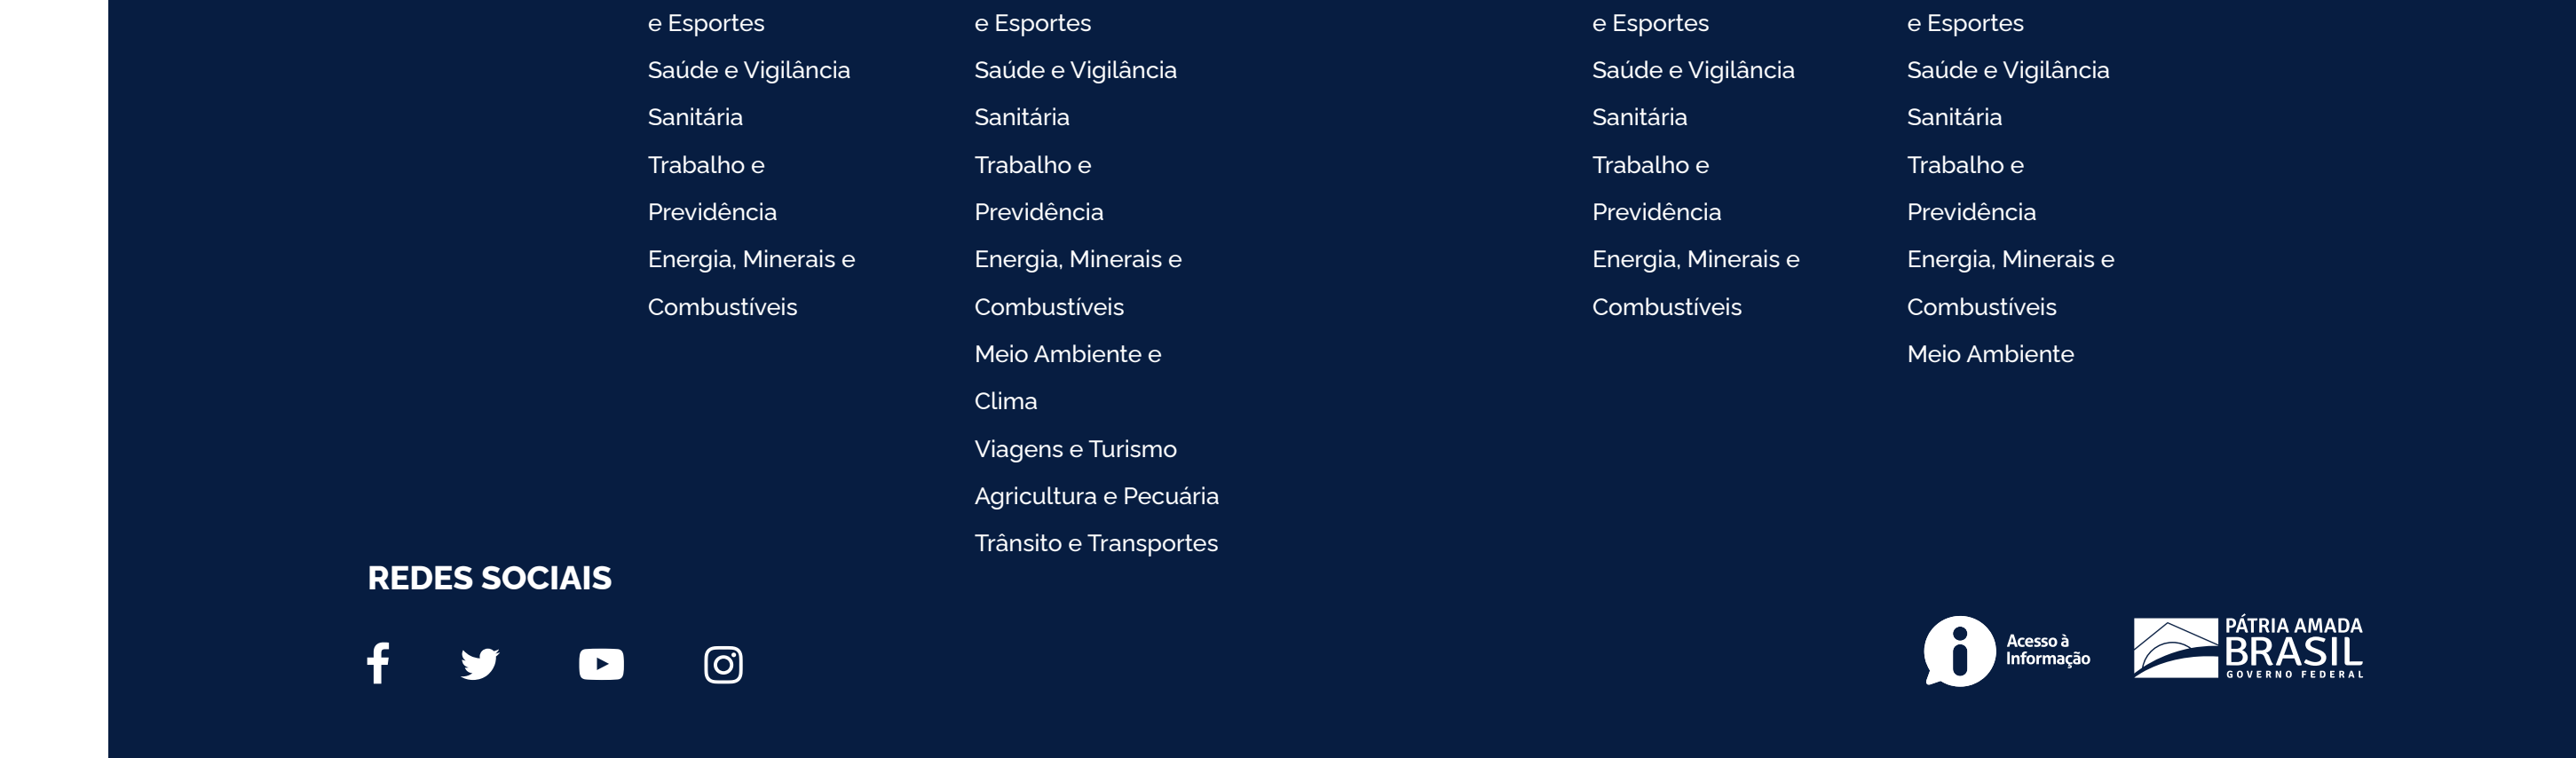 e Esportes
Saúde e Vigilância
Sanitária
Trabalho e
Previdência
Energia, Minerais e
Combustíveis
e Esportes
Saúde e Vigilância
Sanitária
Trabalho e
Previdência
Energia, Minerais e
Combustíveis
Meio Ambiente e
Clima
Viagens e Turismo
Agricultura e Pecuária
Trânsito e Transportes
e Esportes
Saúde e Vigilância
Sanitária
Trabalho e
Previdência
Energia, Minerais e
Combustíveis
e Esportes
Saúde e Vigilância
Sanitária
Trabalho e
Previdência
Energia, Minerais e
Combustíveis
Meio Ambiente
REDES SOCIAIS
Acesso à
Informação
PÁTRIA AMADA
BRASIL
GOVERNO FEDERAL